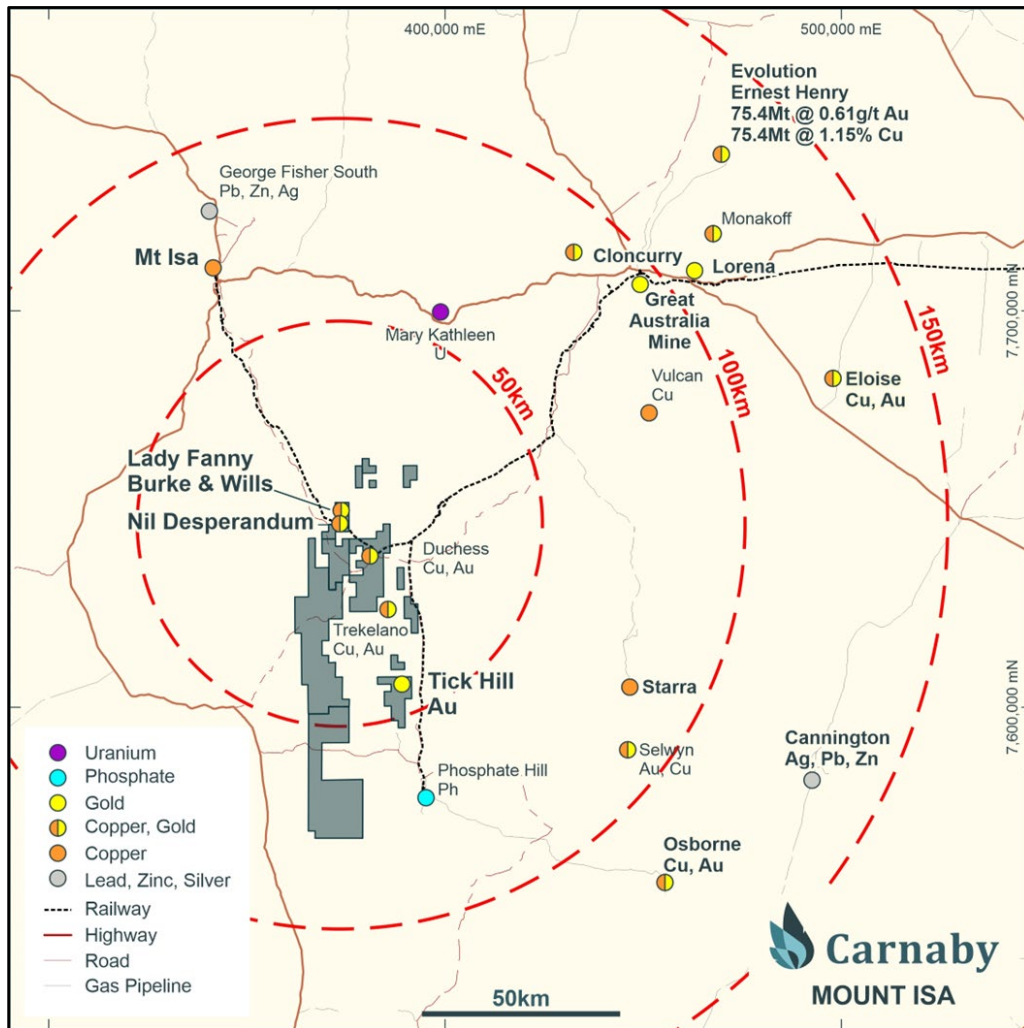 400,000 mE
500,000 mE
Evolution
Ernest Henry
75.4Mt @ 0.61g/t Au
75.4Mt @ 1.15% Cu
George Fisher South
Pb, Zn, Ag
Monakoff
Mt Isa
Cloncurry
Lorena
Great
Australia
Mine
Mary Kathleen
U
7,700,000 mN
150km
100km
50km
Vulcan
Cu
Eloise
Cu, Au
Lady Fanny
Burke & Wills
Nil Desperandum
Duchess
Cu, Au
Trekelano
Cu, Au
Tick Hill
Au
Starra
7,600,000 mN
Selwyn
Au, Cu
Cannington
Ag, Pb, Zn
Phosphate Hill
Ph
Osborne
Cu, Au
Uranium
Phosphate
Gold
Copper, Gold
Copper
Lead, Zinc, Silver
Railway
Highway
Road
Gas Pipeline
50km
Carnaby
MOUNT ISA